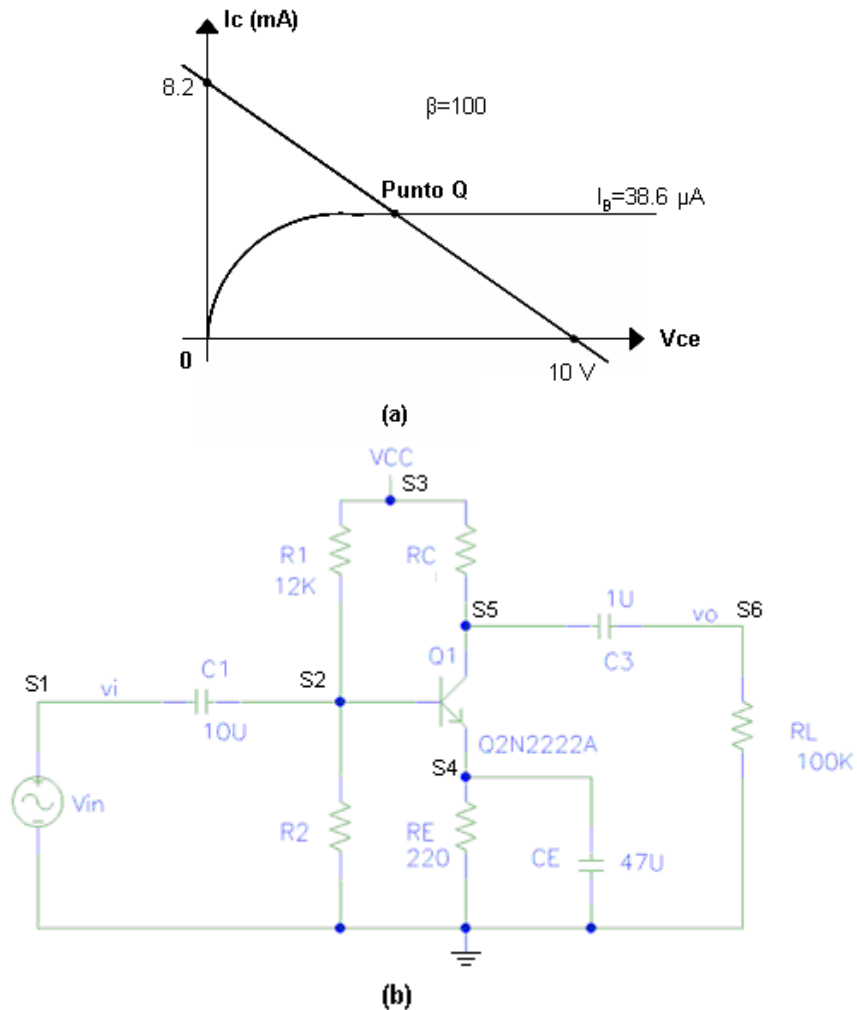 Ic (mA)
8.2
β=100
Punto Q
I_B=38.6 µA
0
Vce
10 V
(a)
VCC
S3
R1
12K
RC
S5
1U
vo
S6
C3
Q1
S1
vi
C1
10U
S2
Q2N2222A
RL
100K
S4
Vin
R2
RE
220
CE
47U
(b)